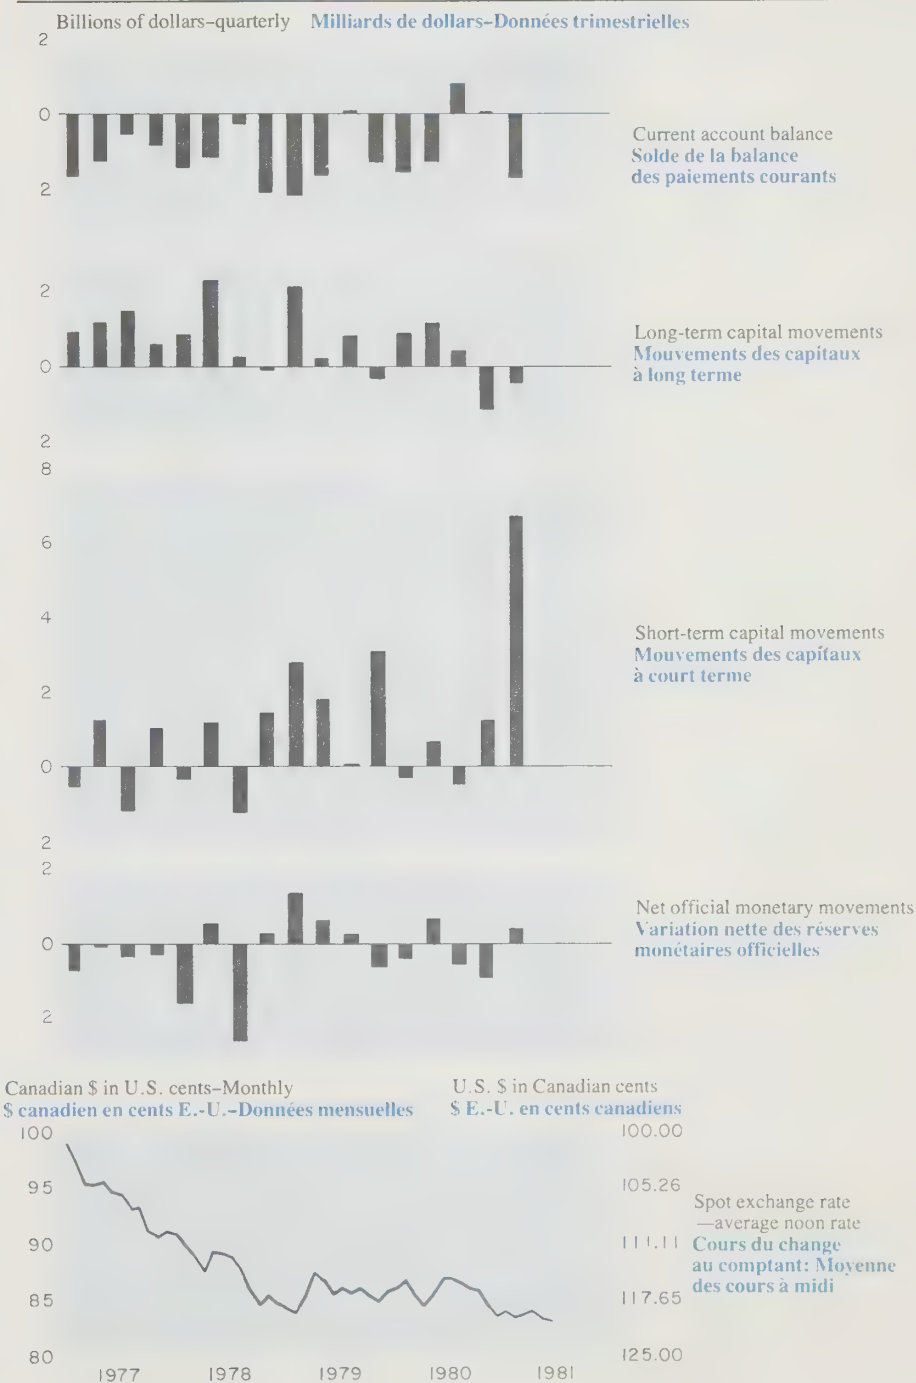 Billions of dollars–quarterly Milliards de dollars–Données trimestrielles
2
0
2
Current account balance
Solde de la balance
des paiements courants
2
0
2
Long-term capital movements
Mouvements des capitaux
à long terme
8
6
4
2
0
2
Short-term capital movements
Mouvements des capitaux
à court terme
2
0
2
Net official monetary movements
Variation nette des réserves
monétaires officielles
Canadian $ in U.S. cents–Monthly
$ canadien en cents E.-U.–Données mensuelles
U.S. $ in Canadian cents
$ E.-U. en cents canadiens
100
95
90
85
80
100.00
105.26
111.11
117.65
125.00
Spot exchange rate
—average noon rate
Cours du change
au comptant: Moyenne
des cours à midi
1977 1978 1979 1980 1981